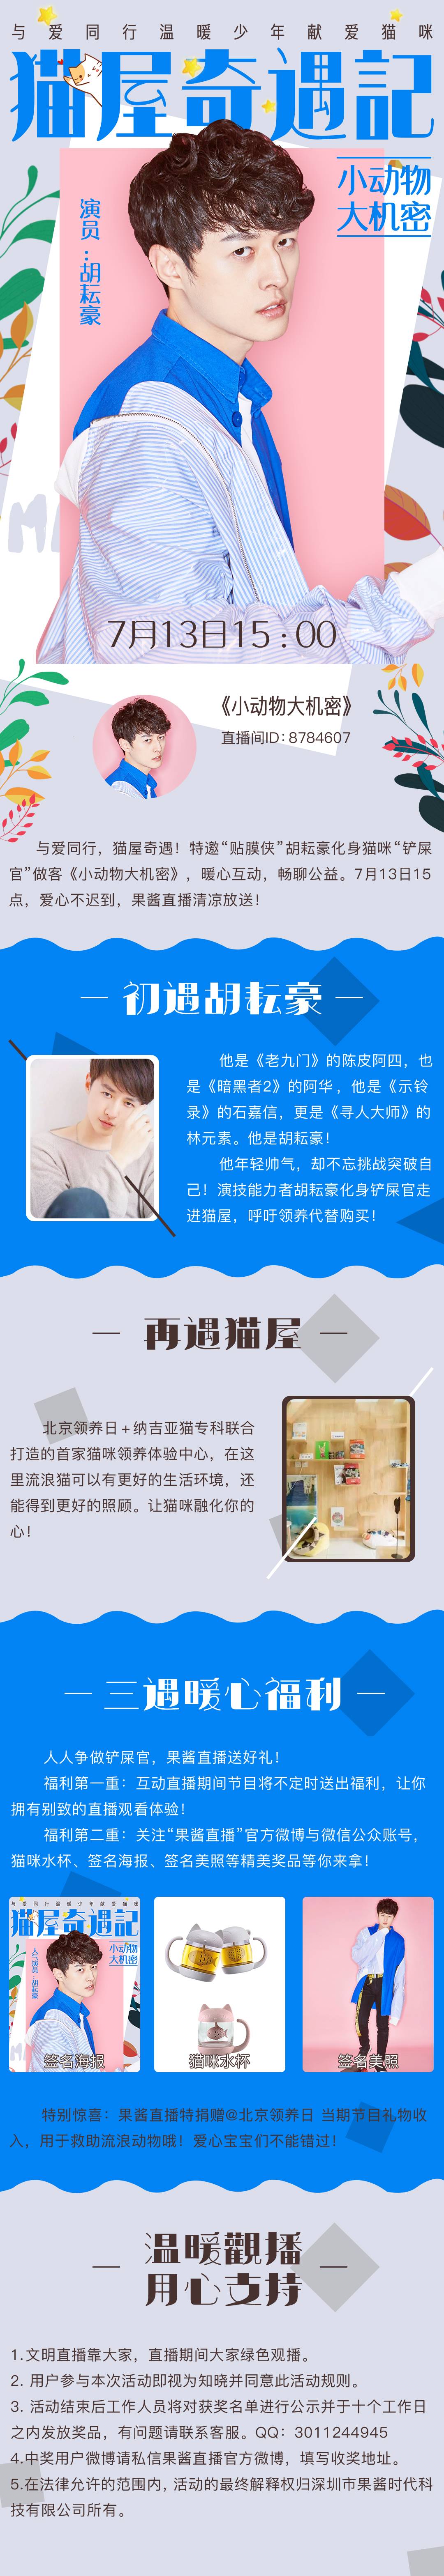 与爱同行温暖少年献爱猫咪
猫屋奇遇記
小动物
大机密
演员：胡耘豪
7月13日15：00
《小动物大机密》
直播间ID：8784607
与爱同行，猫屋奇遇！特邀“贴膜侠”胡耘豪化身猫咪“铲屎
官”做客《小动物大机密》，暖心互动，畅聊公益。7月13日15
点，爱心不迟到，果酱直播清凉放送！
初遇胡耘豪
他是《老九门》的陈皮阿四，也
是《暗黑者2》的阿华，他是《示铃
录》的石嘉信，更是《寻人大师》的
林元素。他是胡耘豪！
他年轻帅气，却不忘挑战突破自
己！演技能力者胡耘豪化身铲屎官走
进猫屋，呼吁领养代替购买！
再遇猫屋
北京领养日+纳吉亚猫专科联合
打造的首家猫咪领养体验中心，在这
里流浪猫可以有更好的生活环境，还
能得到更好的照顾。让猫咪融化你的
心！
三遇暖心福利
人人争做铲屎官，果酱直播送好礼！
福利第一重：互动直播期间节目将不定时送出福利，让你
拥有别致的直播观看体验！
福利第二重：关注“果酱直播”官方微博与微信公众账号，
猫咪水杯、签名海报、签名美照等精美奖品等你来拿！
与爱同行温暖少年献爱猫咪
猫屋奇遇記
小动物
大机密
签名海报
猫咪水杯
签名美照
特别惊喜：果酱直播特捐赠@北京领养日 当期节目礼物收
入，用于救助流浪动物哦！爱心宝宝们不能错过！
温暖觀播
用心支持
1.文明直播靠大家，直播期间大家绿色观播。
2. 用户参与本次活动即视为知晓并同意此活动规则。
3. 活动结束后工作人员将对获奖名单进行公示并于十个工作日
之内发放奖品，有问题请联系客服。QQ：3011244945
4.中奖用户微博请私信果酱直播官方微博，填写收奖地址。
5.在法律允许的范围内，活动的最终解释权归深圳市果酱时代科
技有限公司所有。